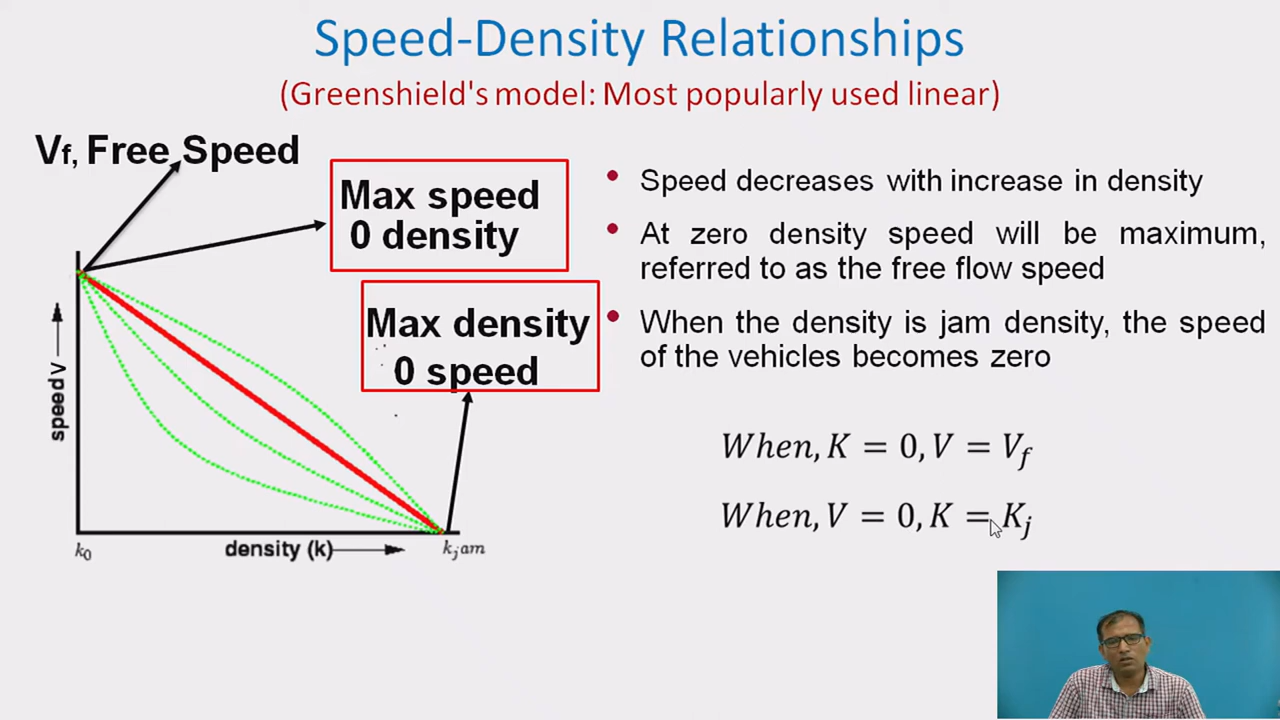 Speed-Density Relationships
(Greenshield's model: Most popularly used linear)
Vf, Free Speed
Max speed
0 density
Max density
0 speed
speed V
k0
density (k)
kjam
• Speed decreases with increase in density
• At zero density speed will be maximum,
referred to as the free flow speed
• When the density is jam density, the speed
of the vehicles becomes zero
When, K = 0, V = Vf
When, V = 0, K = Kj